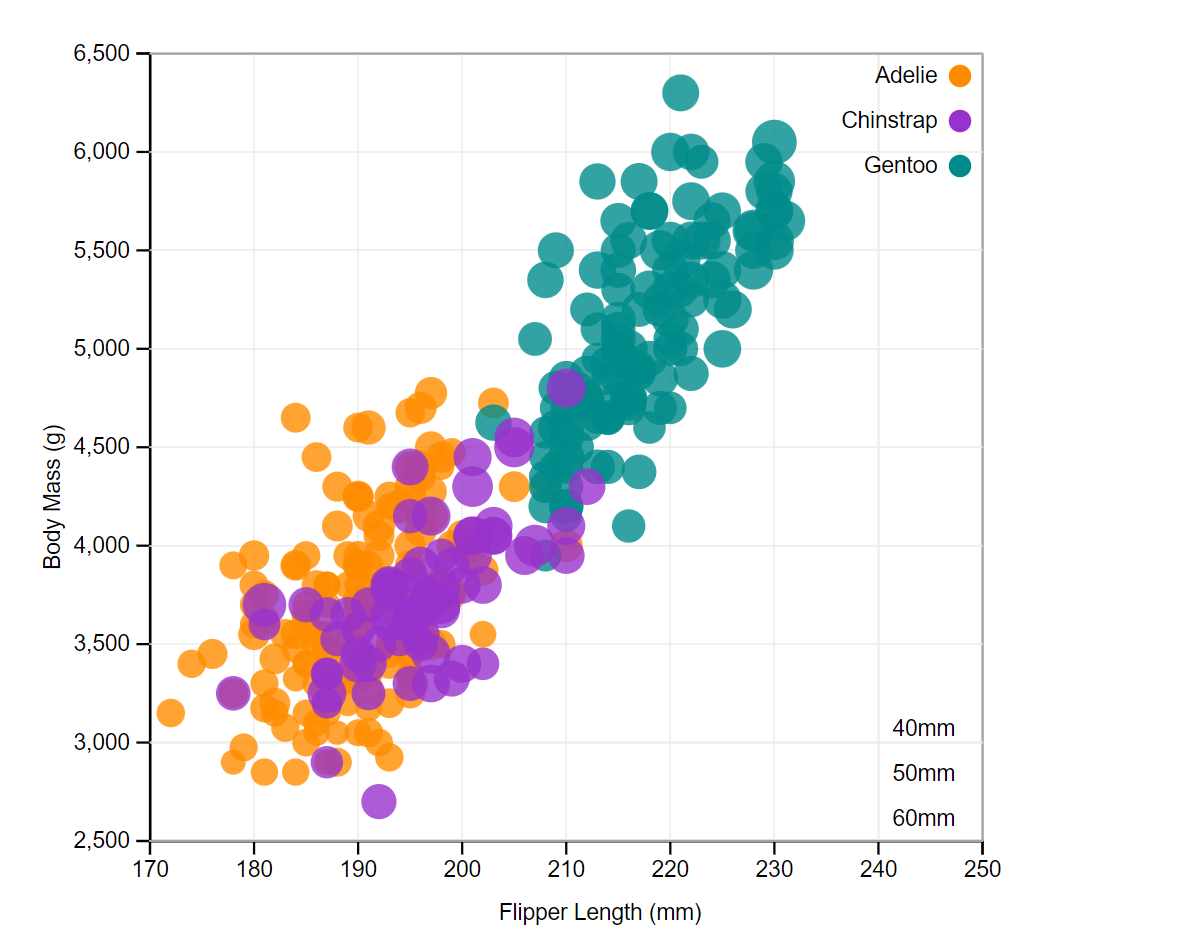 6,500
6,000
5,500
5,000
4,500
4,000
3,500
3,000
2,500
Body Mass (g)
Adelie
Chinstrap
Gentoo
40mm
50mm
60mm
170 180 190 200 210 220 230 240 250
Flipper Length (mm)